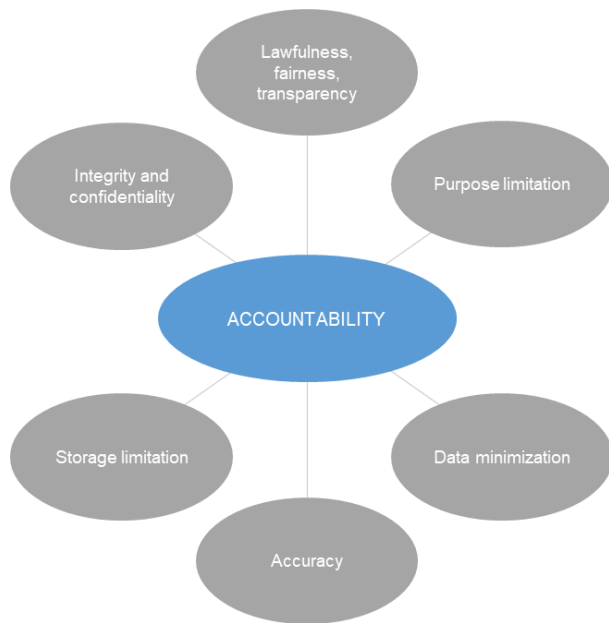 Lawfulness,
fairness,
transparency
Integrity and
confidentiality
Purpose limitation
ACCOUNTABILITY
Storage limitation
Data minimization
Accuracy